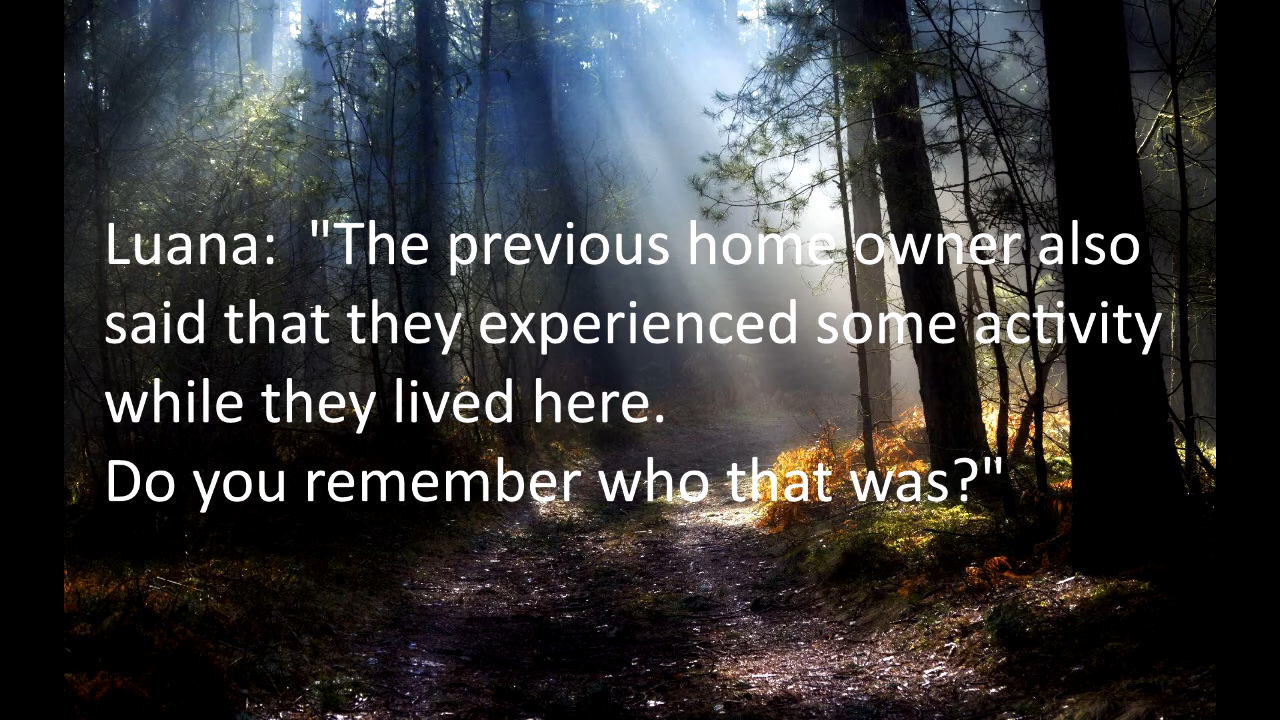 Luana:  "The previous home owner also
said that they experienced some activity
while they lived here.
Do you remember who that was?"